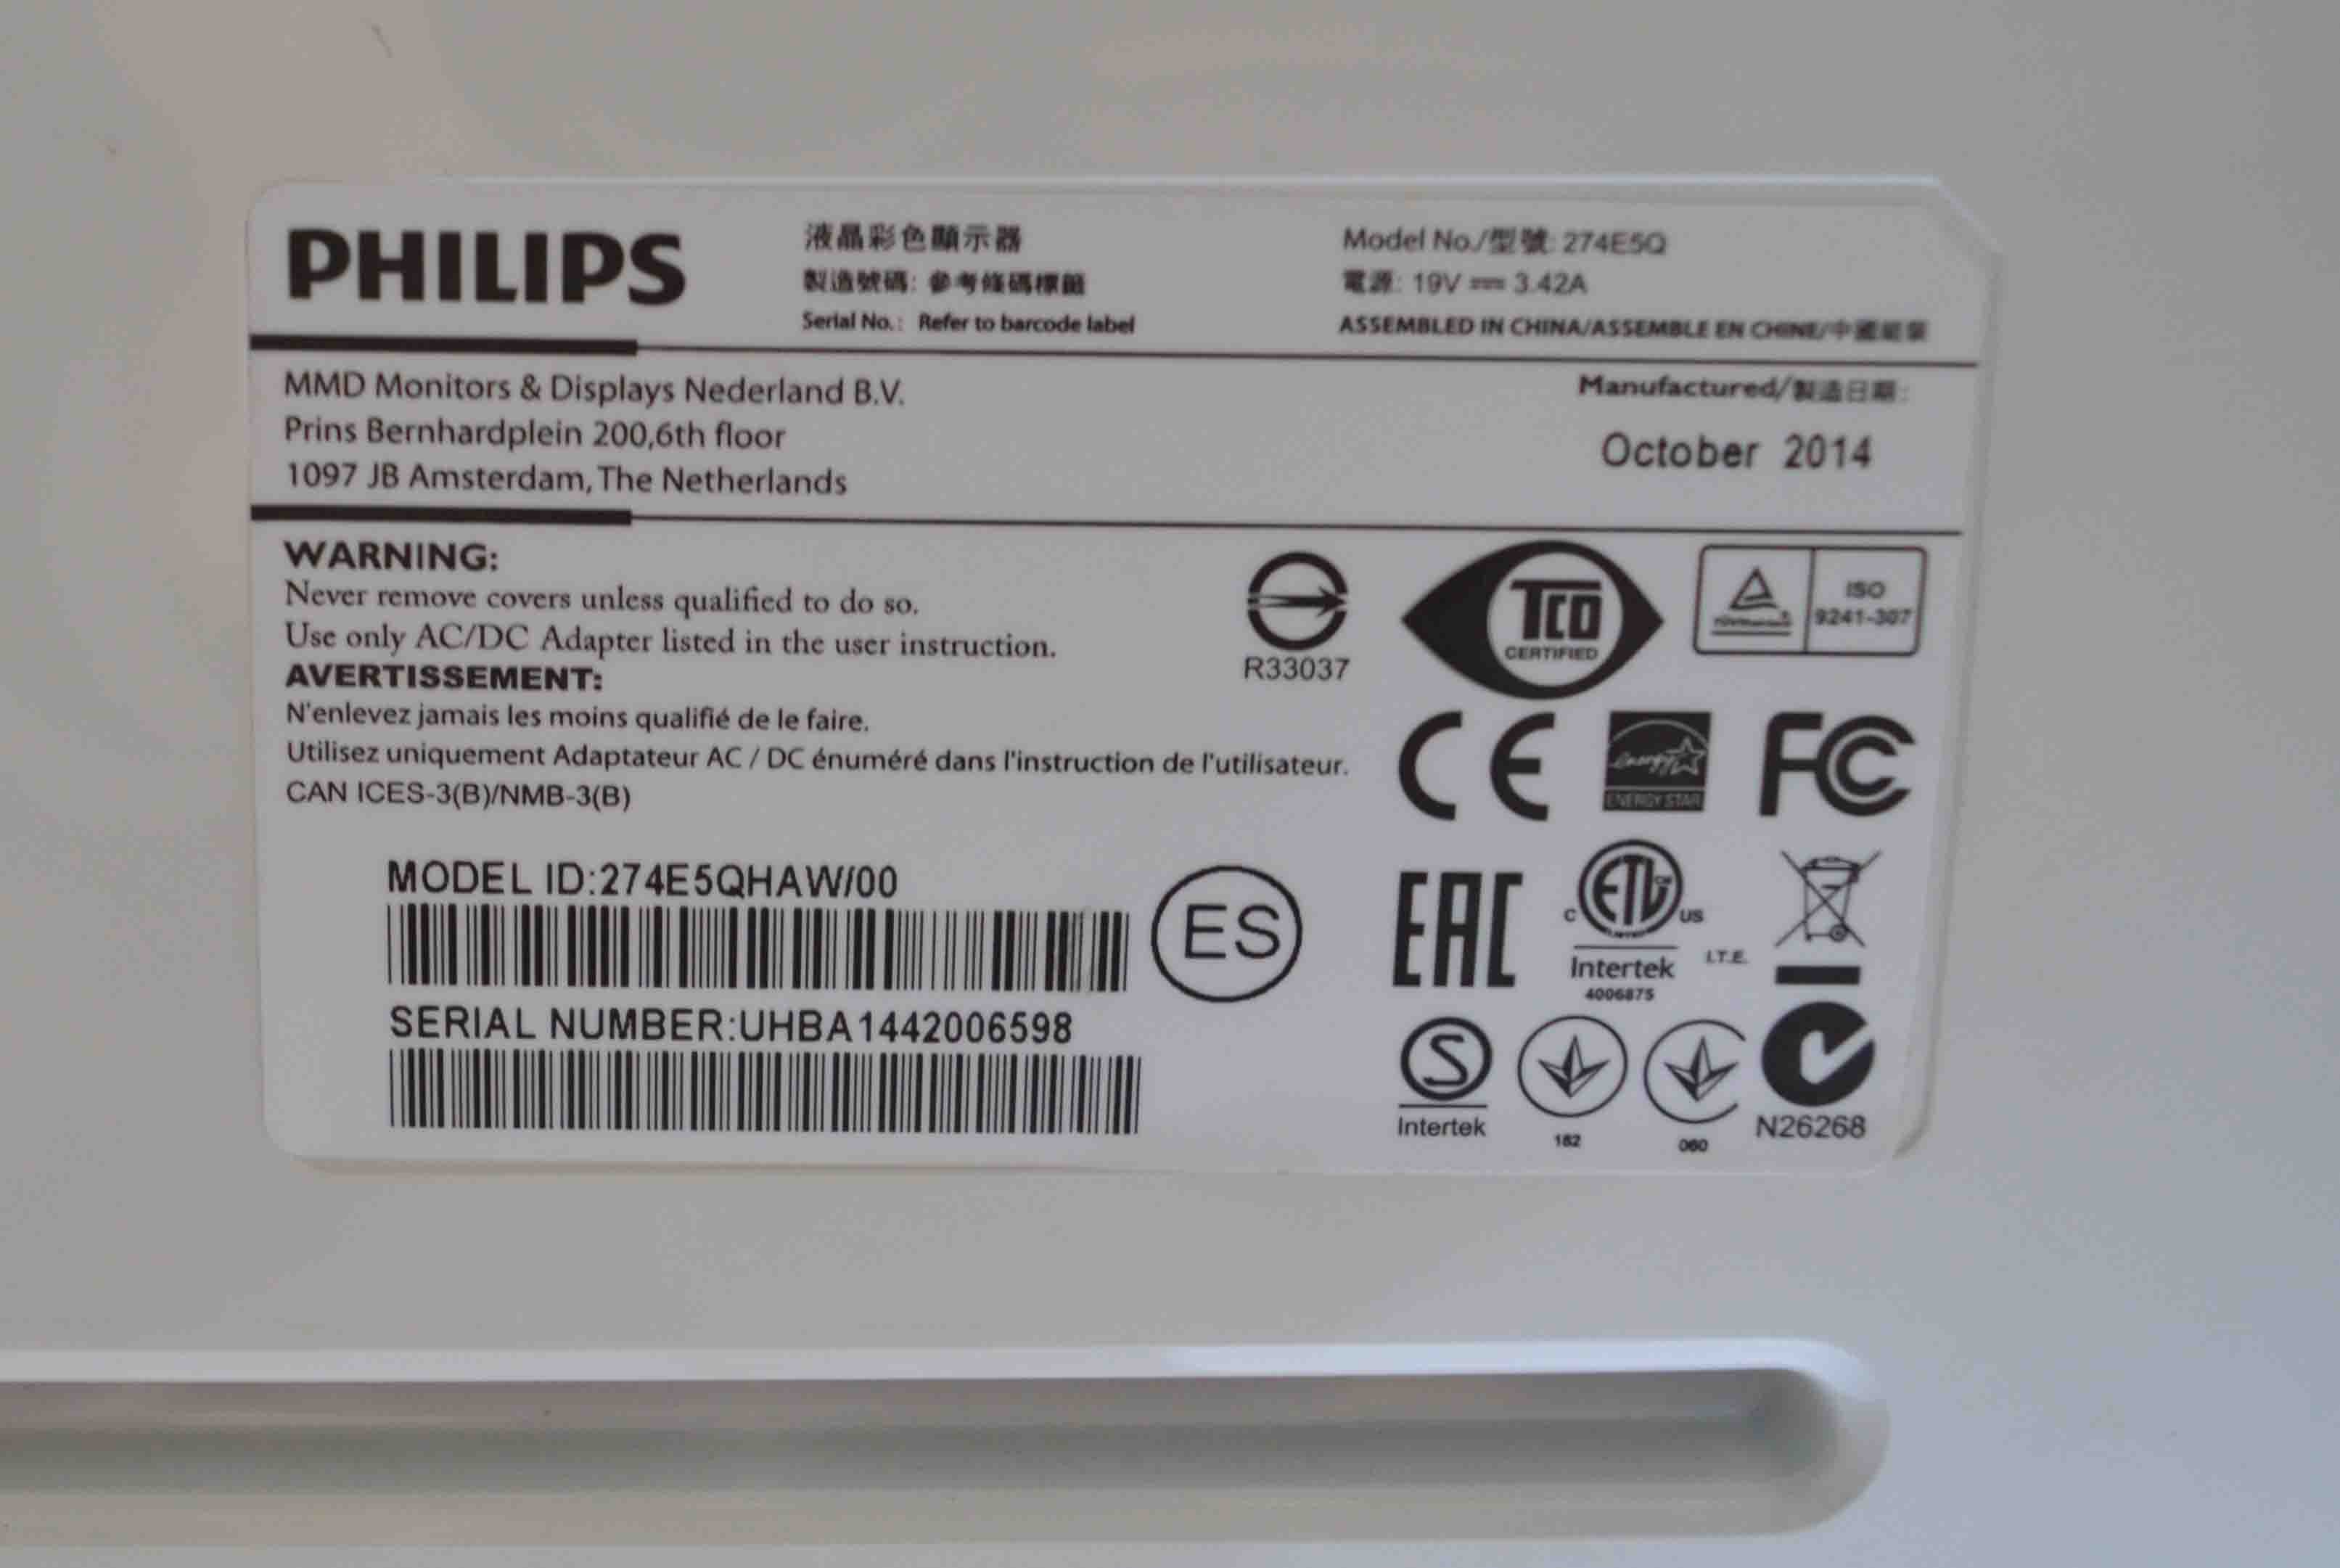 PHILIPS
液晶彩色顯示器
製造號碼: 參考條碼標籤
Serial No.: Refer to barcode label
Model No./型號: 274E5Q
電源: 19V ⎓ 3.42A
ASSEMBLED IN CHINA/ASSEMBLE EN CHINE/中國組裝
MMD Monitors & Displays Nederland B.V.
Prins Bernhardplein 200,6th floor
1097 JB Amsterdam, The Netherlands
Manufactured/製造日期:
October 2014
WARNING:
Never remove covers unless qualified to do so.
Use only AC/DC Adapter listed in the user instruction.
AVERTISSEMENT:
N'enlevez jamais les moins qualifié de le faire.
Utilisez uniquement Adaptateur AC / DC énuméré dans l'instruction de l'utilisateur.
CAN ICES-3(B)/NMB-3(B)
R33037
TCO
CERTIFIED
ISO
9241-307
CE
energy
ENERGY STAR
FC
MODEL ID:274E5QHAW/00
SERIAL NUMBER:UHBA1442006598
ES
EAC
C ETL US
LISTED
Intertek
4006875
I.T.E.
S
Intertek
182
060
N26268